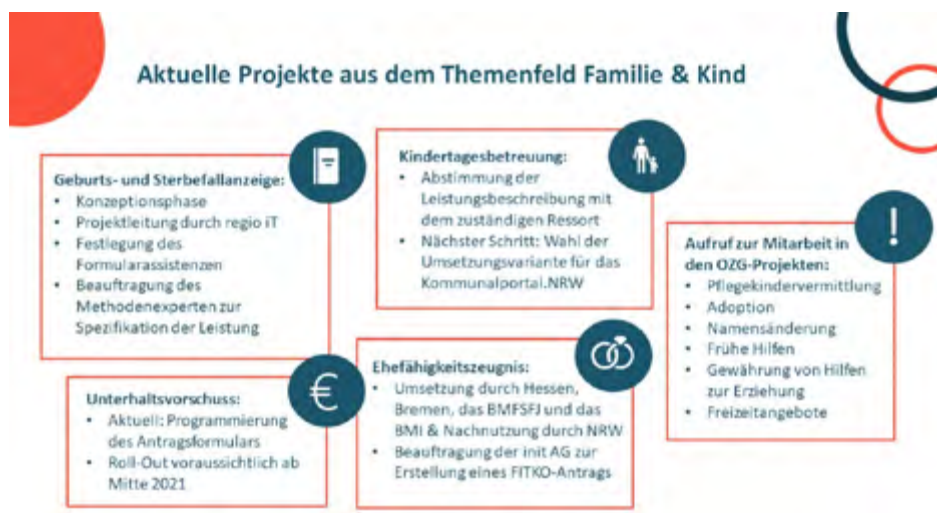 Aktuelle Projekte aus dem Themenfeld Familie & Kind
Geburts- und Sterbefallanzeige:
• Konzeptionsphase
• Projektleitung durch regio iT
• Festlegung des
Formularassistenzen
• Beauftragung des
Methodenexperten zur
Spezifikation der Leistung
Kindertagesbetreuung:
• Abstimmung der
Leistungsbeschreibung mit
dem zuständigen Ressort
• Nächster Schritt: Wahl der
Umsetzungsvariante für das
Kommunalportal.NRW
!
Aufruf zur Mitarbeit in
den OZG-Projekten:
• Pflegekindervermittlung
• Adoption
• Namensänderung
• Frühe Hilfen
• Gewährung von Hilfen
zur Erziehung
• Freizeitangebote
€
Unterhaltsvorschuss:
• Aktuell: Programmierung
des Antragsformulars
• Roll-Out voraussichtlich ab
Mitte 2021
Ehefähigkeitszeugnis:
• Umsetzung durch Hessen,
Bremen, das BMFSFJ und das
BMI & Nachnutzung durch NRW
• Beauftragung der init AG zur
Erstellung eines FITKO-Antrags